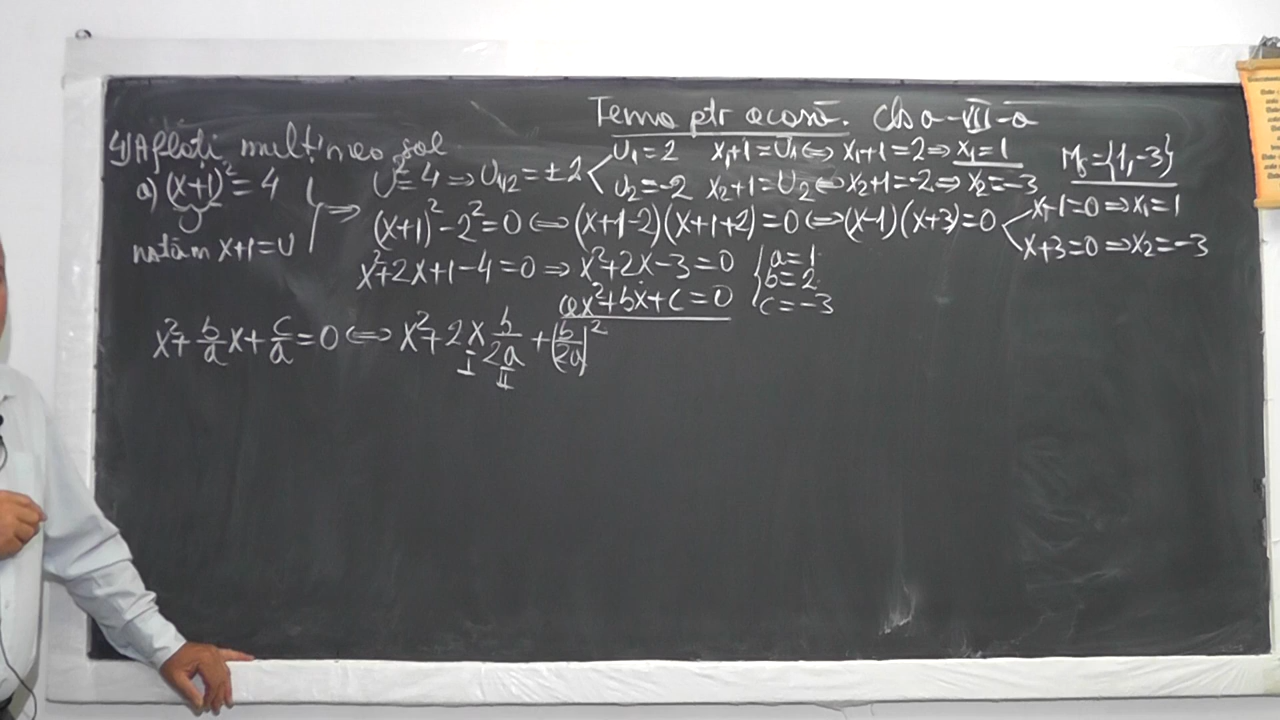 Tema ptr acasă. Cls a-VII-a
4) Aflați mulțimea sol
a) (x+1)² = 4
notăm x+1=U
U² = 4 ⇒ U₁,₂ = ±2
U₁ = 2 x₁+1 = U₁ ⇔ x₁+1 = 2 ⇒ x₁ = 1
U₂ = -2 x₂+1 = U₂ ⇔ x₂+1 = -2 ⇒ x₂ = -3
M_s = {1, -3}
⇒ (x+1)² - 2² = 0 ⇔ (x+1-2)(x+1+2) = 0 ⇔ (x-1)(x+3) = 0
x+1=0 ⇒ x₁ = 1
x+3=0 ⇒ x₂ = -3
x² + 2x + 1 - 4 = 0 ⇒ x² + 2x - 3 = 0
a = 1
b = 2
c = -3
ax² + bx + c = 0
x² + b/a x + c/a = 0 ⇔ x² + 2x b/2a + (b/2a)²
I II